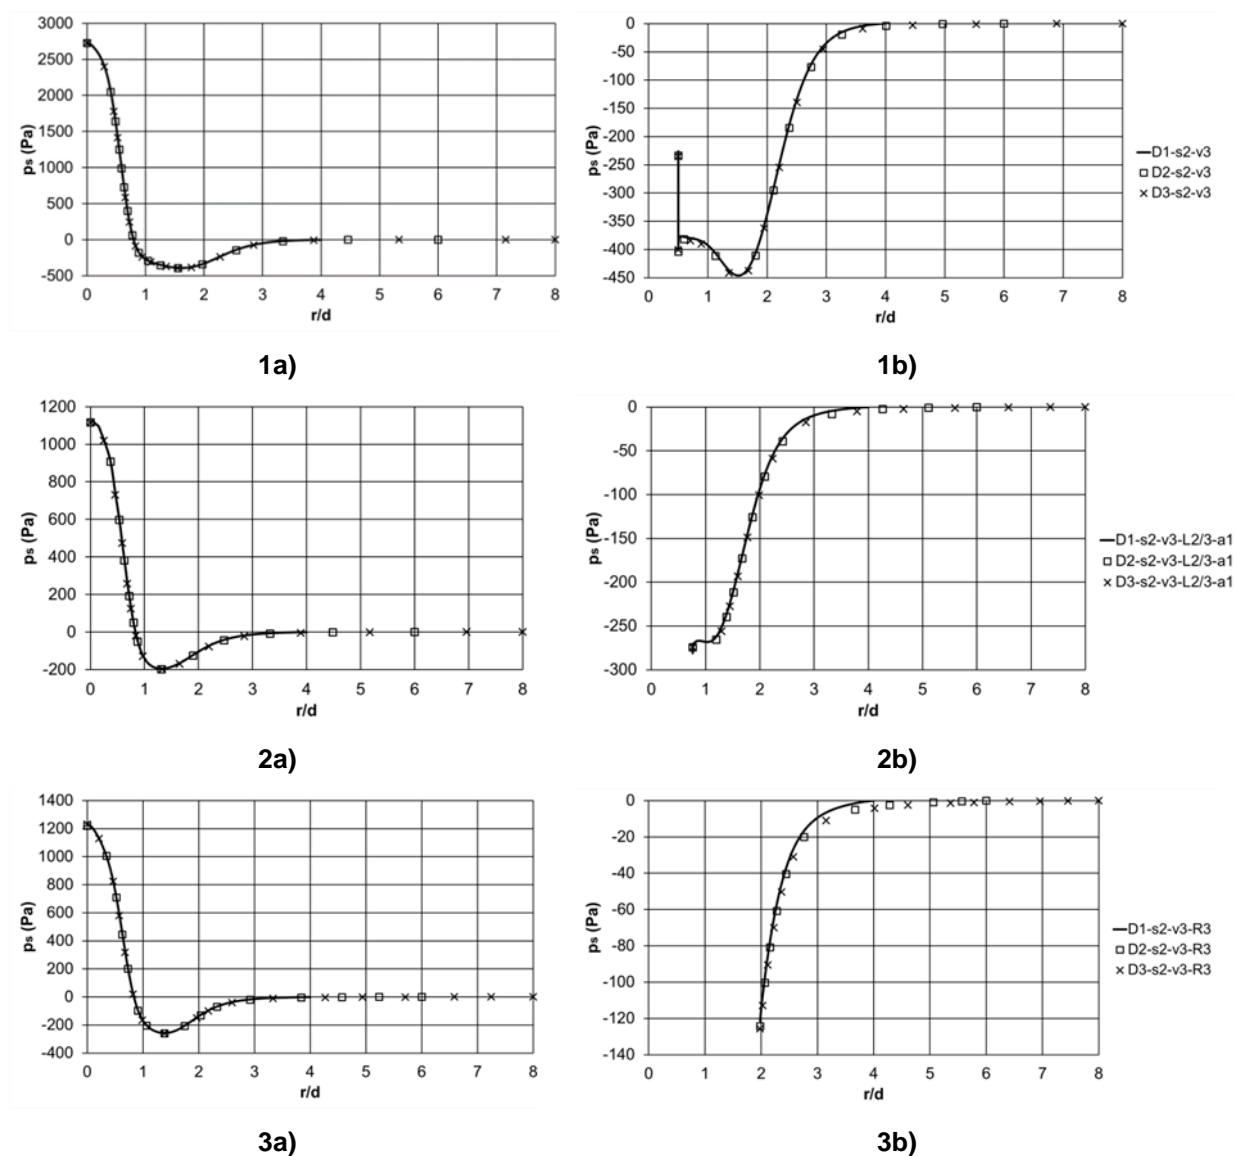 3000
2500
2000
1500
1000
500
0
-500
ps (Pa)
0 1 2 3 4 5 6 7 8
r/d
1a)
0
-50
-100
-150
-200
-250
-300
-350
-400
-450
ps (Pa)
0 1 2 3 4 5 6 7 8
r/d
D1-s2-v3
D2-s2-v3
D3-s2-v3
1b)
1200
1000
800
600
400
200
0
-200
ps (Pa)
0 1 2 3 4 5 6 7 8
r/d
2a)
0
-50
-100
-150
-200
-250
-300
ps (Pa)
0 1 2 3 4 5 6 7 8
r/d
D1-s2-v3-L2/3-a1
D2-s2-v3-L2/3-a1
D3-s2-v3-L2/3-a1
2b)
1400
1200
1000
800
600
400
200
0
-200
-400
ps (Pa)
0 1 2 3 4 5 6 7 8
r/d
3a)
0
-20
-40
-60
-80
-100
-120
-140
ps (Pa)
0 1 2 3 4 5 6 7 8
r/d
D1-s2-v3-R3
D2-s2-v3-R3
D3-s2-v3-R3
3b)